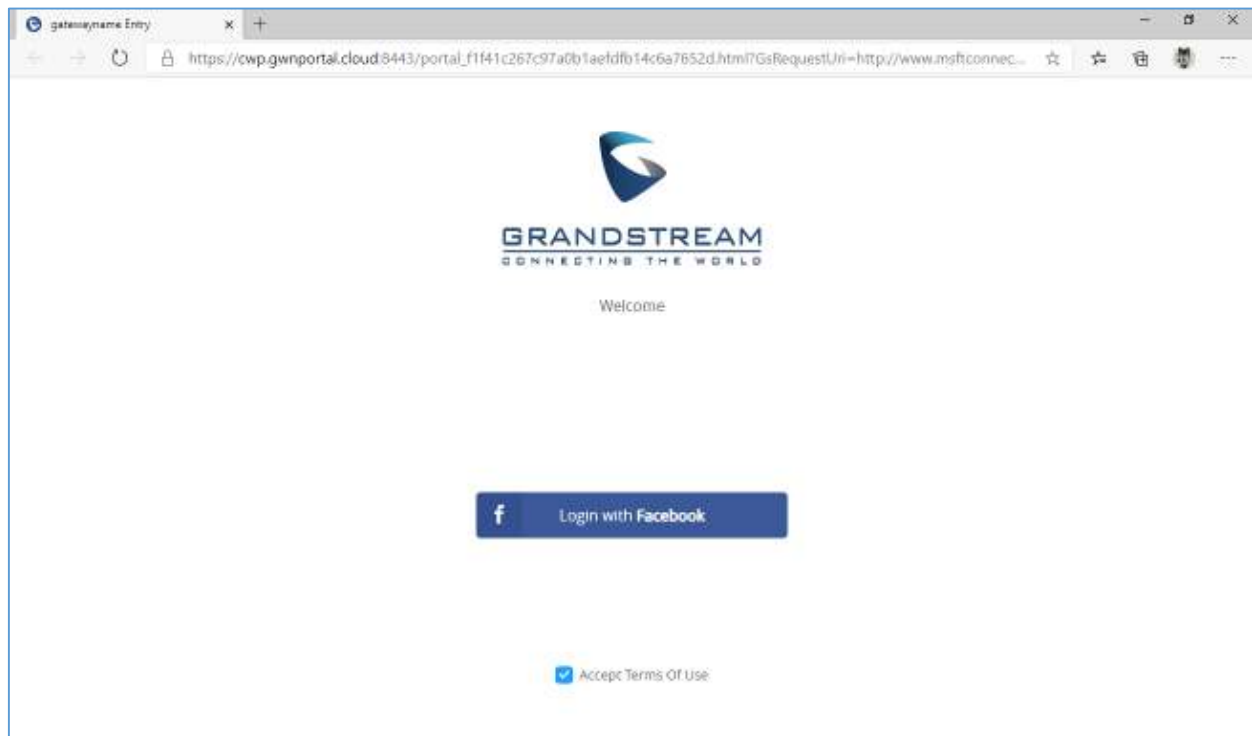 gatewayname Entry
https://cwp.gwnportal.cloud:8443/portal_f1f41c267c97a0b1aefdfb14c6a7652d.html?GsRequestUri=http://www.msftconnec...
GRANDSTREAM
CONNECTING THE WORLD
Welcome
f Login with Facebook
Accept Terms Of Use